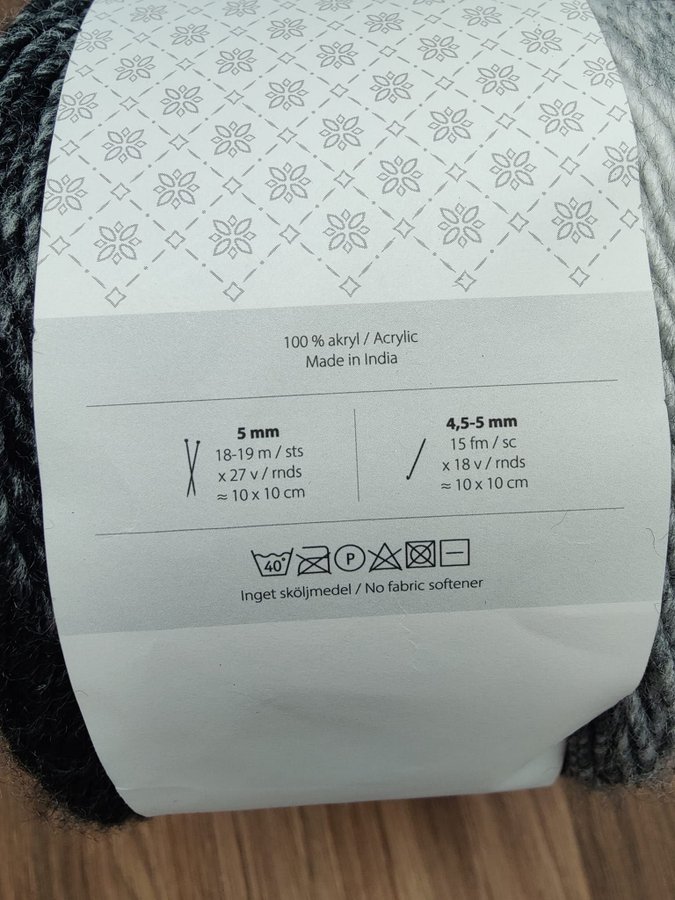 100 % akryl / Acrylic
Made in India
5 mm
18-19 m / sts
x 27 v / rnds
≈ 10 x 10 cm
4,5-5 mm
15 fm / sc
x 18 v / rnds
≈ 10 x 10 cm
40° P
Inget sköljmedel / No fabric softener